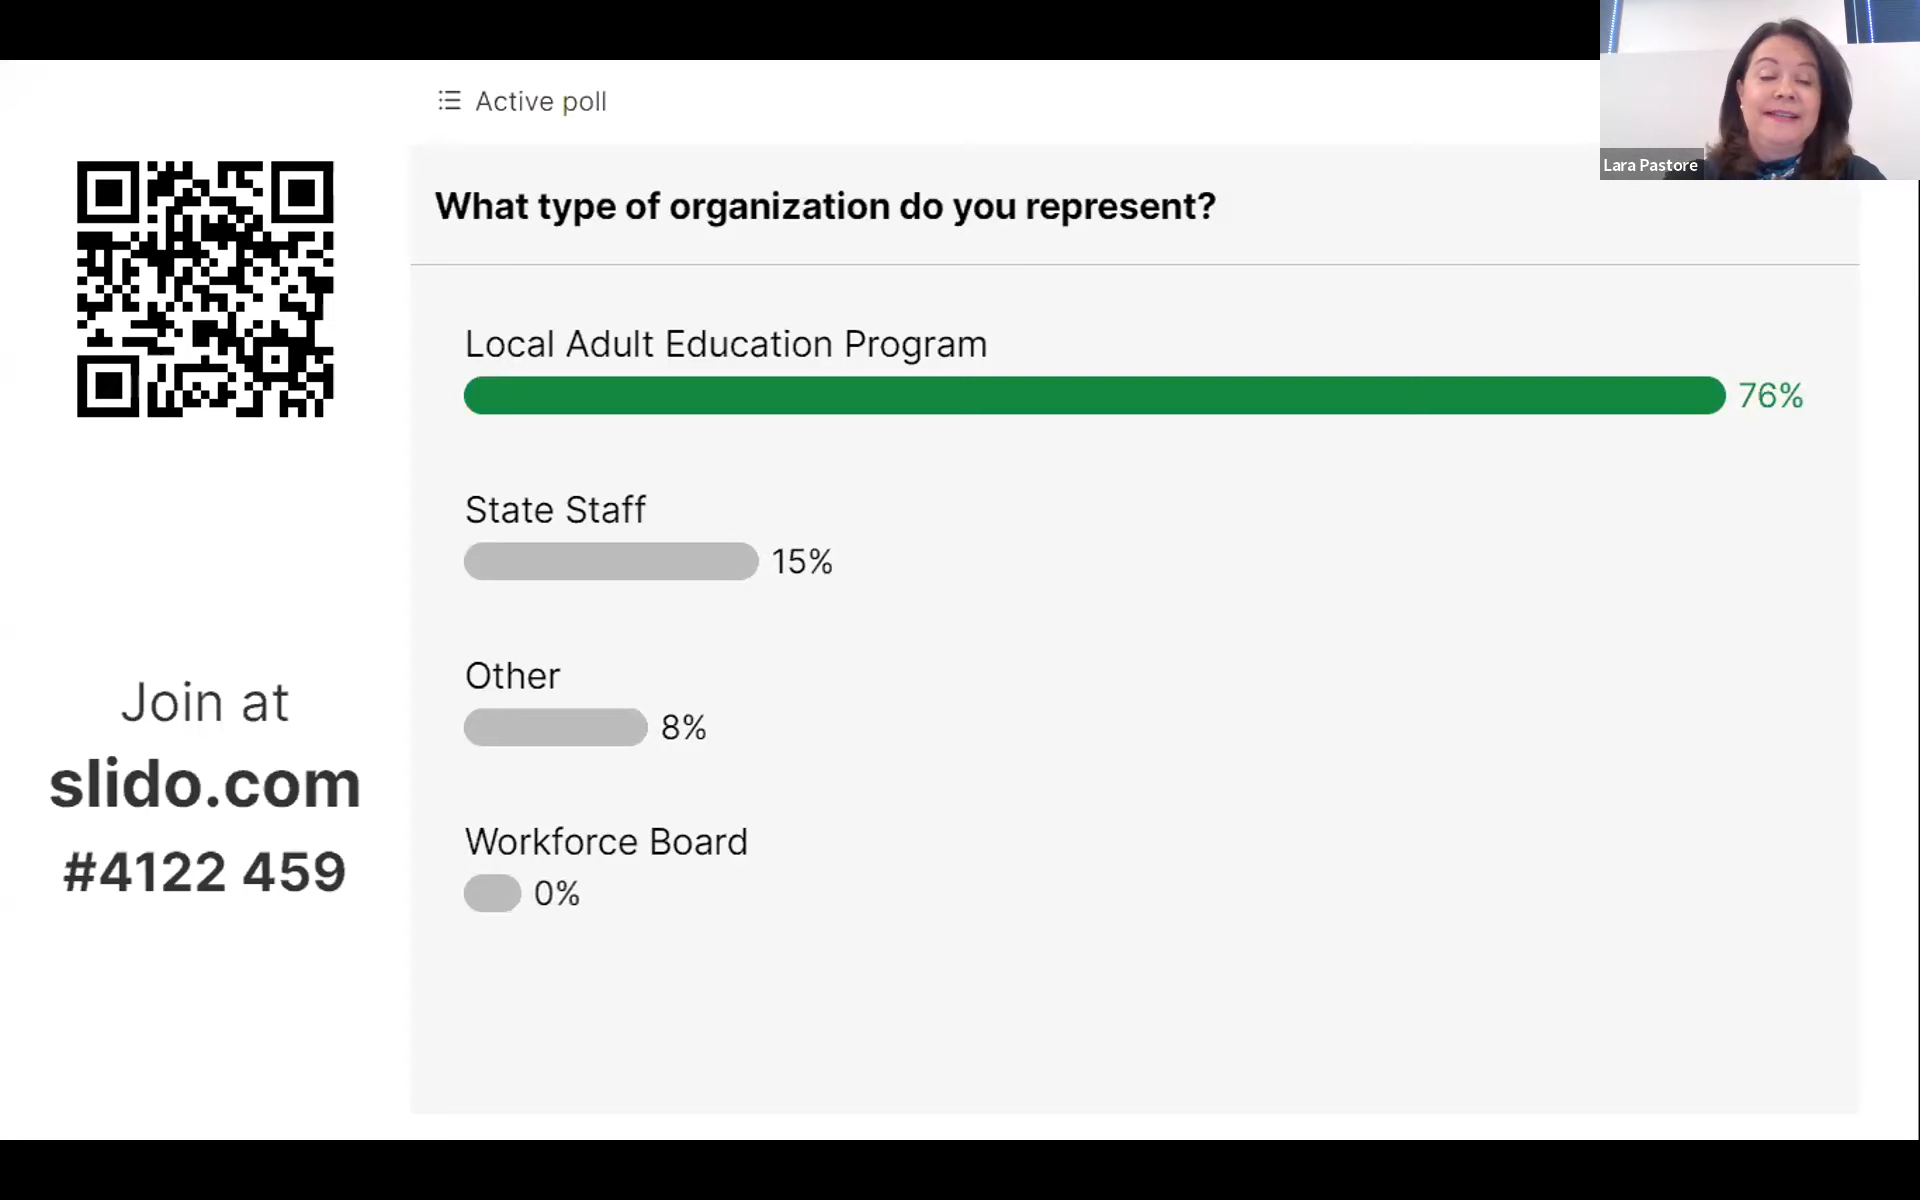 Active poll
Lara Pastore
What type of organization do you represent?
Local Adult Education Program
76%
State Staff
15%
Other
8%
Workforce Board
0%
Join at
slido.com
#4122 459